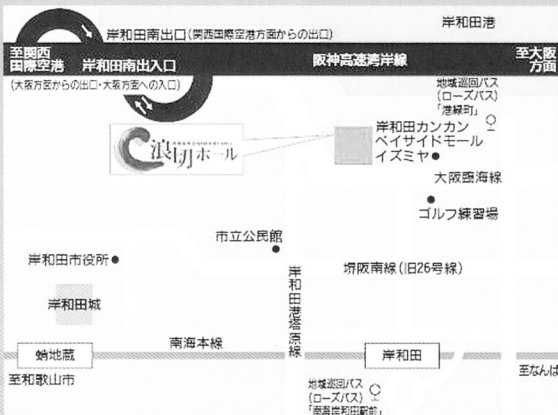 岸和田南出口(関西国際空港方面からの出口)
岸和田港
至関西
国際空港
岸和田南出入口
阪神高速湾岸線
至大阪
方面
(大阪方面からの出口・大阪方面への入口)
地域巡回バス
(ローズバス)
「港緑町」
浪切ホール
岸和田カンカン
ベイサイドモール
イズミヤ
大阪臨海線
ゴルフ練習場
市立公民館
岸和田市役所
堺阪南線(旧26号線)
岸和田港塔原線
岸和田城
南海本線
蛸地蔵
岸和田
至和歌山市
至なんば
地域巡回バス
(ローズバス)
「南海岸和田駅前」